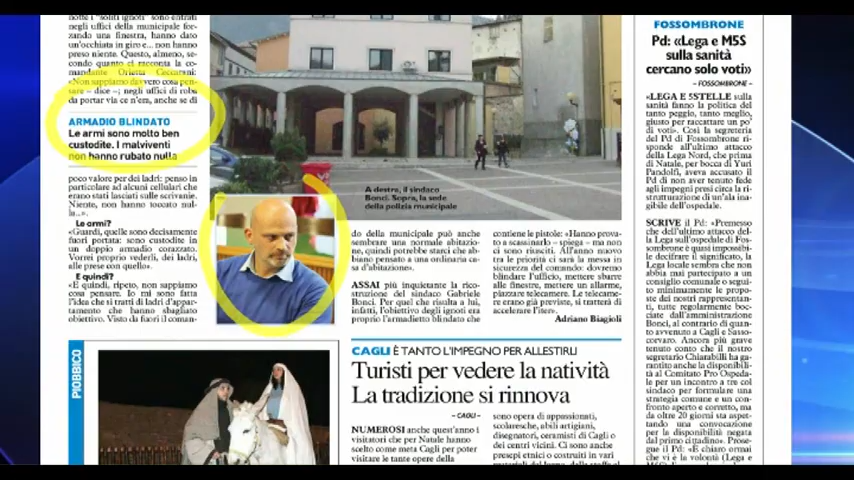 notte i "soliti ignoti" sono entrati
negli uffici della municipale for-
zando una finestra, hanno dato
un'occhiata in giro e... non hanno
preso niente. Questo, almeno, se-
condo quanto ci racconta la co-
mandante Orietta Ceccarani:
«Non sappiamo davvero cosa pen-
sare – dice –; negli uffici di roba
da portar via ce n'era, anche se di
ARMADIO BLINDATO
Le armi sono molto ben
custodite. I malviventi
non hanno rubato nulla
poco valore per dei ladri: penso in
particolare ad alcuni cellulari che
erano stati lasciati sulle scrivanie.
Niente, non hanno toccato nul-
la...».
Le armi?
«Guardi, quelle sono decisamente
fuori portata: sono custodite in
un doppio armadio corazzato.
Vorrei proprio vederli, dei ladri,
alle prese con quello».
E quindi?
«E quindi, ripeto, non sappiamo
cosa pensare. Io mi sono fatta
l'idea che si tratti di ladri d'appar-
tamento che hanno sbagliato
obiettivo. Visto da fuori il coman-
A destra, il sindaco
Bonci. Sopra, la sede
della polizia municipale
do della municipale può anche
sembrare una normale abitazio-
ne, quindi potrebbe starci che ab-
biano pensato a una ordinaria ca-
sa d'abitazione».
ASSAI più inquietante la rico-
struzione del sindaco Gabriele
Bonci. Per quel che risulta a lui,
infatti, l'obiettivo degli ignoti era
proprio l'armadietto blindato che
contiene le pistole: «Hanno prova-
to a scassinarlo – spiega – ma non
ci sono riusciti. All'anno nuovo
tra le priorità ci sarà la messa in
sicurezza del comando: dovremo
blindare l'ufficio, mettere sbarre
alle finestre, mettere un allarme,
piazzare telecamere. Le telecame-
re erano già previste, si tratterà di
accelerare l'iter».
Adriano Biagioli
PIOBBICO
CAGLI È TANTO L'IMPEGNO PER ALLESTIRLI
Turisti per vedere la natività
La tradizione si rinnova
– CAGLI –
NUMEROSI anche quest'anno i
visitatori che per Natale hanno
scelto come meta Cagli per poter
visitare le tante opere della
sono opera di appassionati,
scolaresche, abili artigiani,
disegnatori, ceramisti di Cagli e
dei centri vicini. Ci sono anche
presepi etnici o costruiti in vari
FOSSOMBRONE
Pd: «Lega e M5S
sulla sanità
cercano solo voti»
– FOSSOMBRONE –
«LEGA E 5STELLE sulla
sanità fanno la politica del
tanto peggio, tanto meglio,
giusto per raccattare un po'
di voti». Così la segreteria
del Pd di Fossombrone ri-
sponde all'ultimo attacco
della Lega Nord, che prima
di Natale, per bocca di Yuri
Pandolfi, aveva accusato il
Pd di non aver tenuto fede
agli impegni presi circa la ri-
strutturazione di un'ala ina-
gibile dell'ospedale.
SCRIVE il Pd: «Premesso
che dell'ultimo attacco del-
la Lega sull'ospedale di Fos-
sombrone è quasi impossibi-
le decifrare il significato, la
Lega locale sembra che non
abbia mai partecipato a un
consiglio comunale o segui-
to minimamente le propo-
ste dei nostri rappresentan-
ti, tutte regolarmente boc-
ciate dall'amministrazione
Bonci, al contrario di quan-
to avvenuto a Cagli e Sasso-
corvaro. Ancora più grave
tenuto conto che il nostro
segretario Chiarabilli ha ga-
rantito anche la disponibili-
tà al Comitato Pro Ospeda-
le per un incontro a tre col
sindaco per formulare una
strategia comune e un con-
fronto aperto e corretto, ma
da oltre 20 giorni sta aspet-
tando una convocazione
per la disponibilità negata
dal primo cittadino». Prose-
gue il Pd: «È chiaro ormai
che vi è la volontà (Lega e